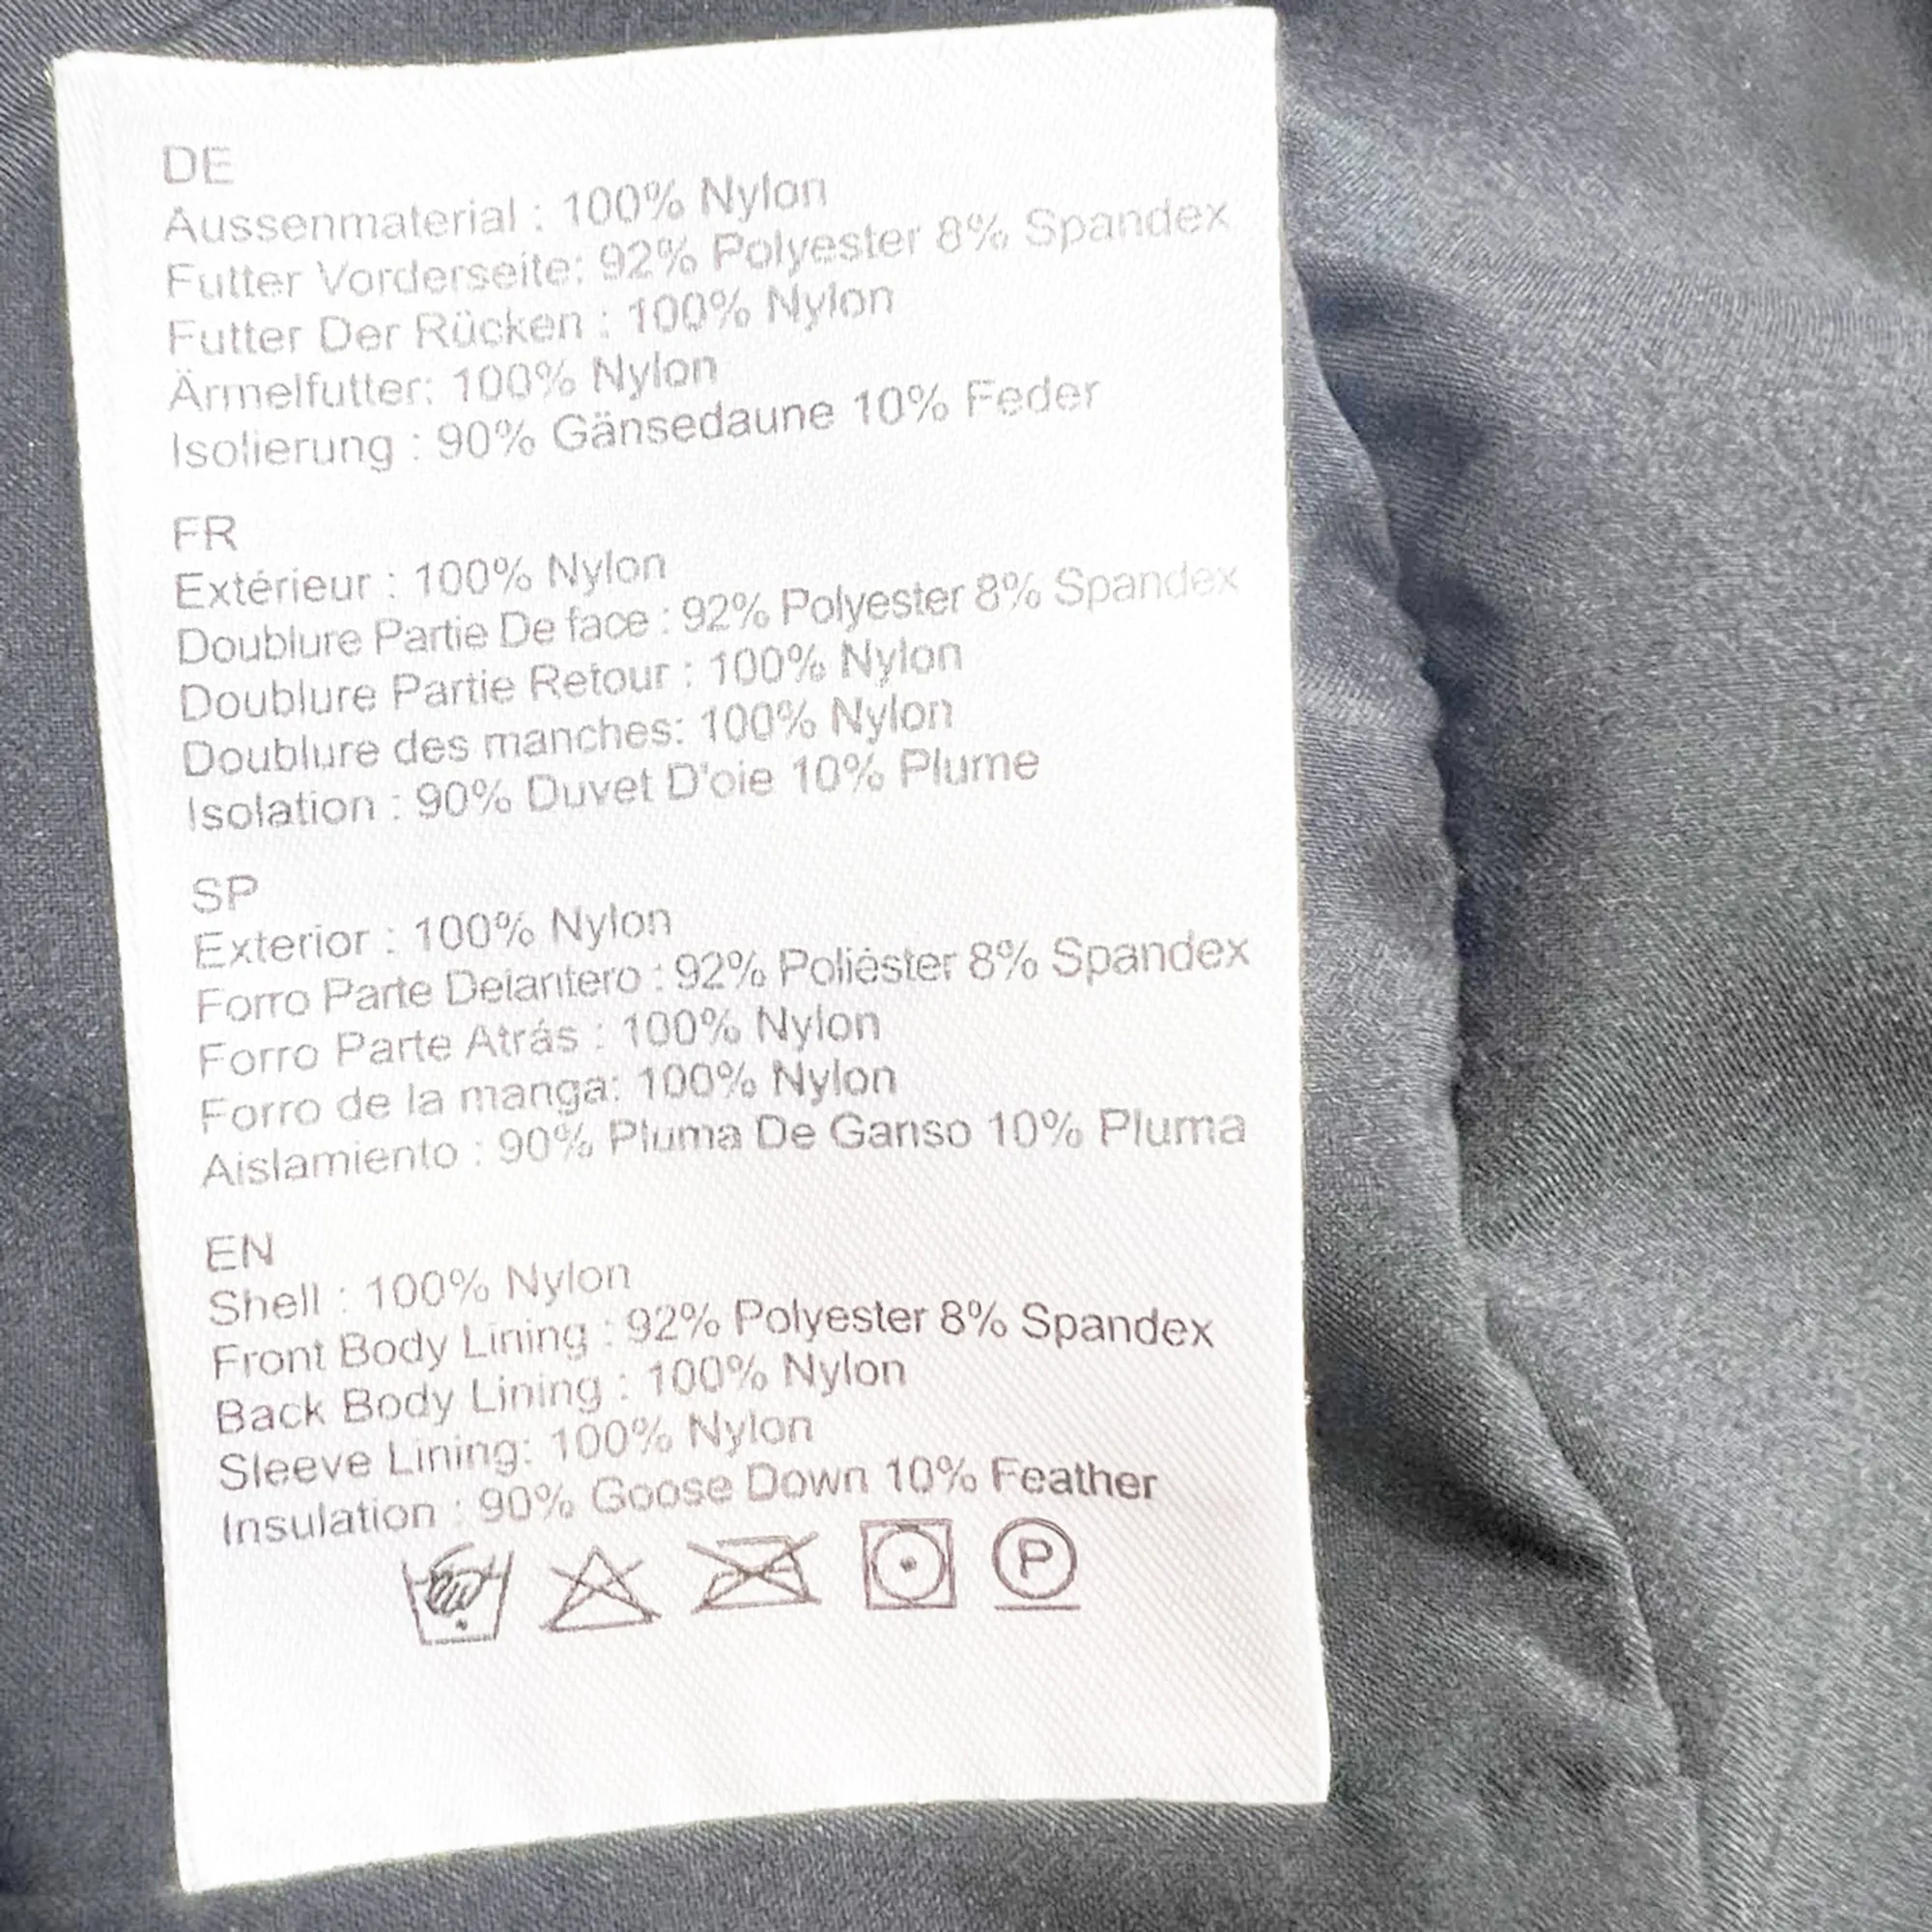 DE
Aussenmaterial : 100% Nylon
Futter Vorderseite: 92% Polyester 8% Spandex
Futter Der Rücken : 100% Nylon
Ärmelfutter: 100% Nylon
Isolierung : 90% Gänsedaune 10% Feder
FR
Extérieur : 100% Nylon
Doublure Partie De face : 92% Polyester 8% Spandex
Doublure Partie Retour : 100% Nylon
Doublure des manches: 100% Nylon
Isolation : 90% Duvet D'oie 10% Plume
SP
Exterior : 100% Nylon
Forro Parte Delantero : 92% Poliéster 8% Spandex
Forro Parte Atrás : 100% Nylon
Forro de la manga: 100% Nylon
Aislamiento : 90% Pluma De Ganso 10% Pluma
EN
Shell : 100% Nylon
Front Body Lining : 92% Polyester 8% Spandex
Back Body Lining : 100% Nylon
Sleeve Lining: 100% Nylon
Insulation : 90% Goose Down 10% Feather
P